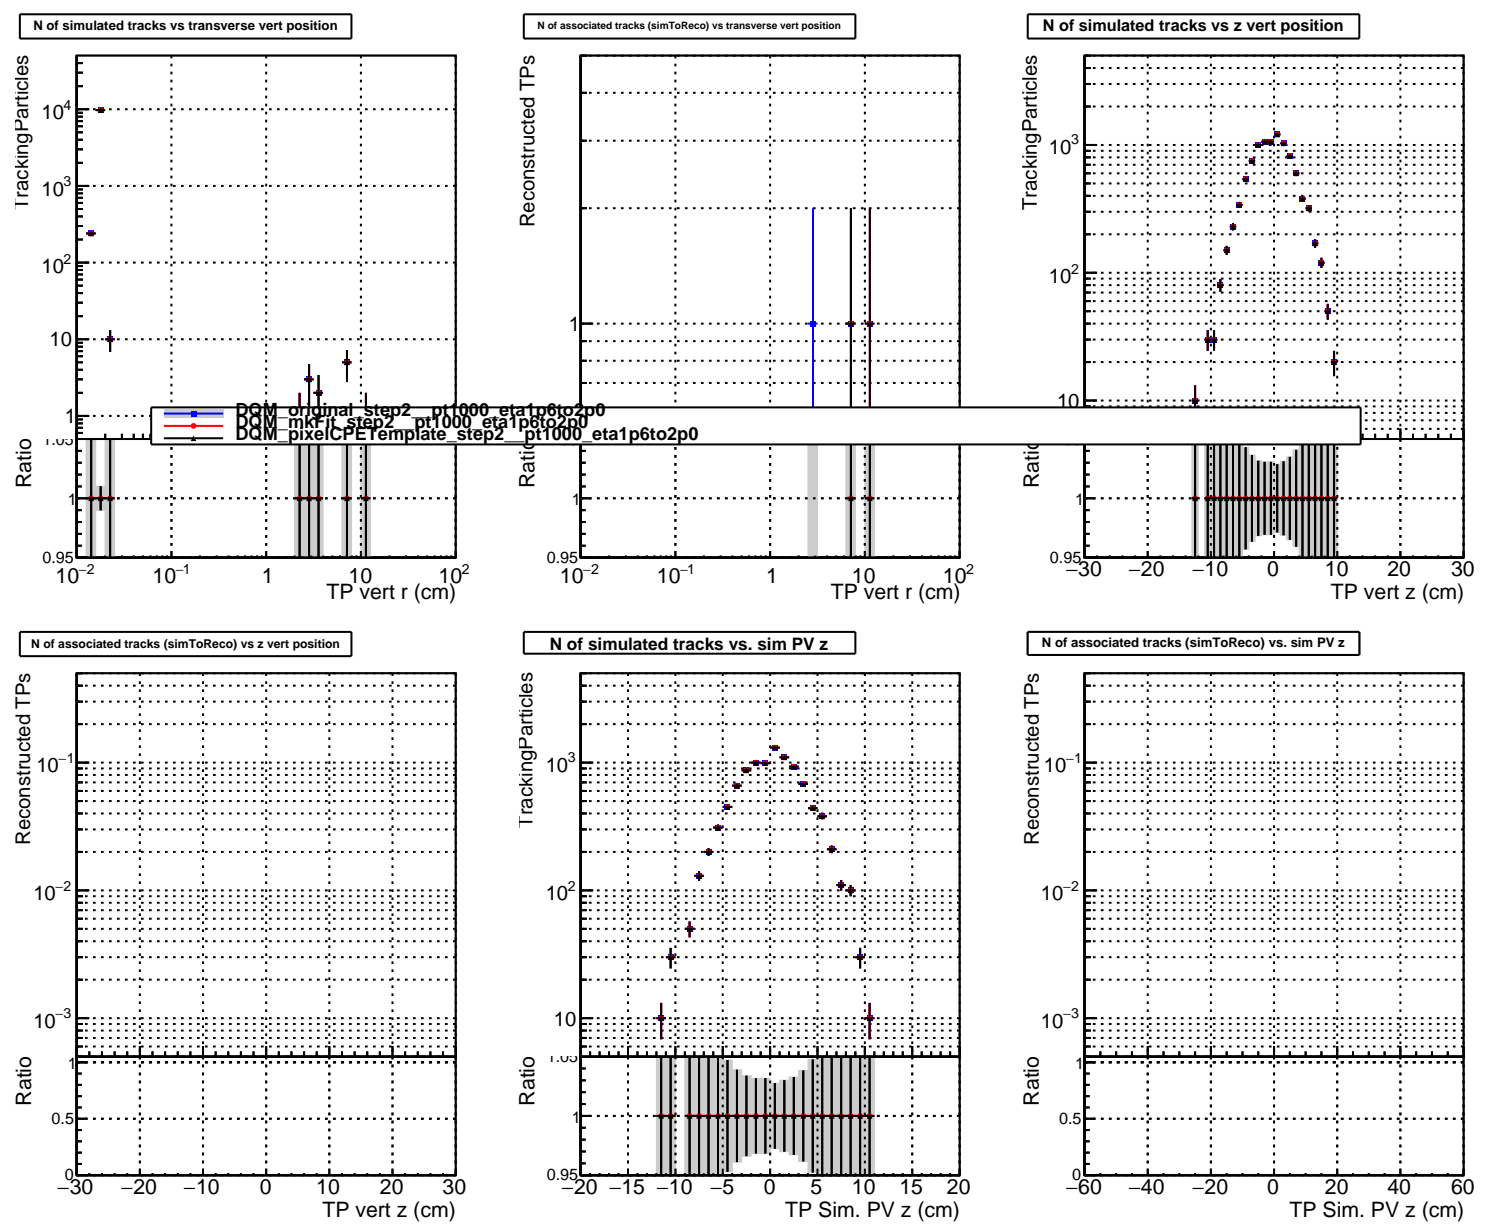 N of simulated tracks vs transverse vert position
TrackingParticles
10^4
10^3
10^2
10
1
Ratio
1.05
1
0.95
10^−2 10^−1 1 10 10^2
TP vert r (cm)
N of associated tracks (simToReco) vs transverse vert position
Reconstructed TPs
1
Ratio
1
0.95
10^−2 10^−1 1 10 10^2
TP vert r (cm)
N of simulated tracks vs z vert position
TrackingParticles
10^3
10^2
10
Ratio
1
0.95
−30 −20 −10 0 10 20 30
TP vert z (cm)
DQM_original_step2__pt1000_eta1p6to2p0
DQM_mkFit_step2__pt1000_eta1p6to2p0
DQM_pixelCPETemplate_step2__pt1000_eta1p6to2p0
N of associated tracks (simToReco) vs z vert position
Reconstructed TPs
10^−1
10^−2
10^−3
Ratio
1
0.5
0
−30 −20 −10 0 10 20 30
TP vert z (cm)
N of simulated tracks vs. sim PV z
TrackingParticles
10^3
10^2
10
Ratio
1.05
1
0.95
−20 −15 −10 −5 0 5 10 15 20
TP Sim. PV z (cm)
N of associated tracks (simToReco) vs. sim PV z
Reconstructed TPs
10^−1
10^−2
10^−3
Ratio
1
0.5
0
−60 −40 −20 0 20 40 60
TP Sim. PV z (cm)